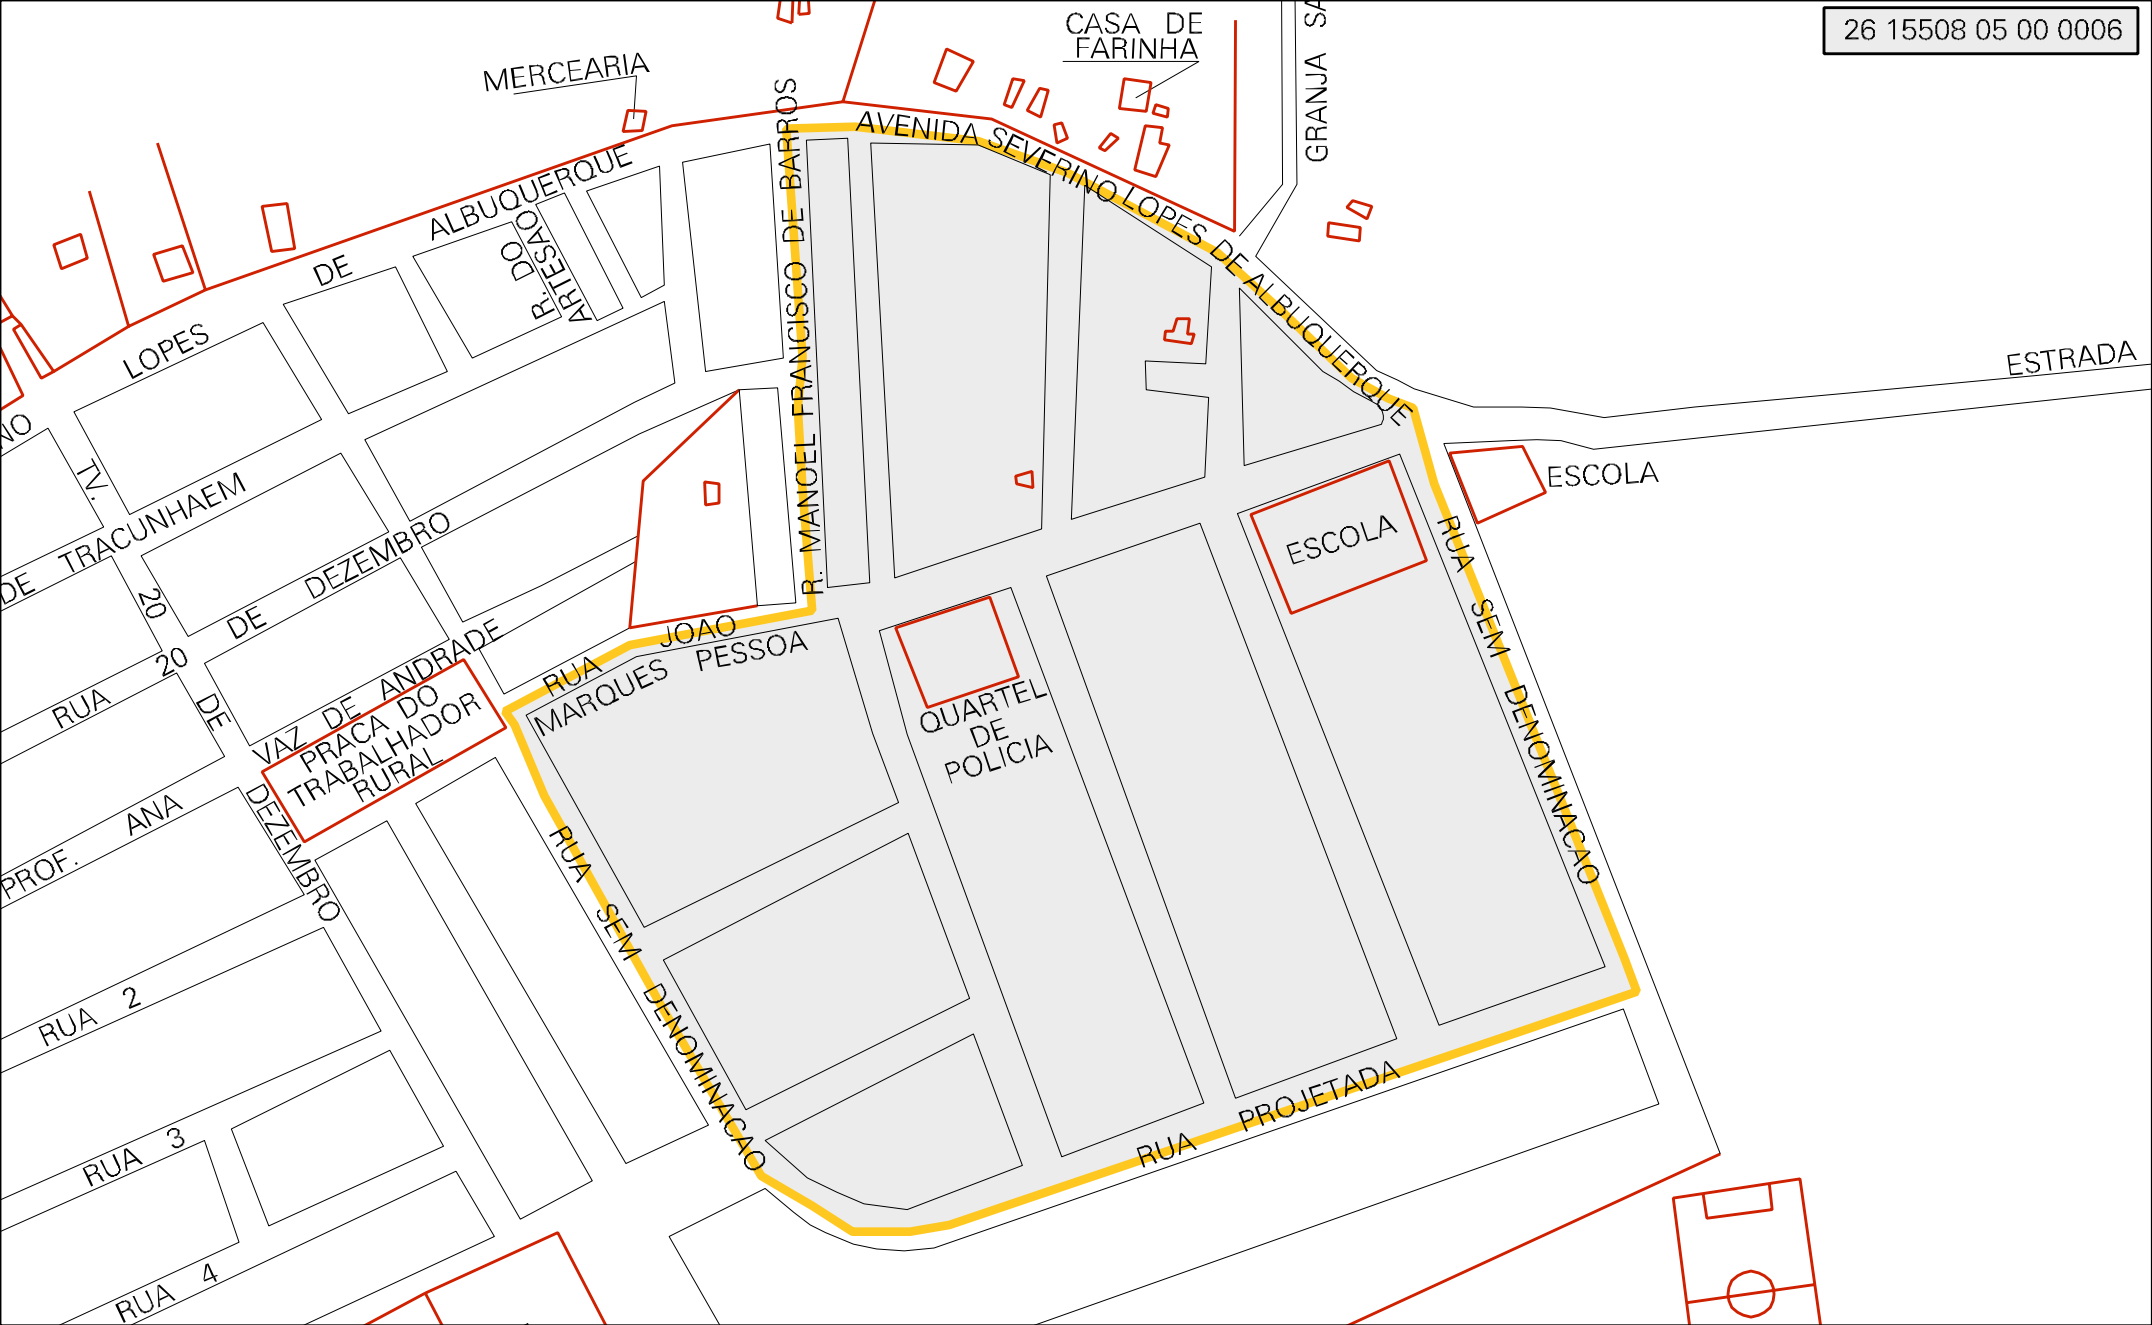 26 15508 05 00 0006
CASA DE
FARINHA
GRANJA SA
MERCEARIA
AVENIDA SEVERINO LOPES DE ALBUQUERQUE
R. MANOEL FRANCISCO DE BARROS
LOPES DE ALBUQUERQUE
R. DO
ARTESAO
NO
ESTRADA
ESCOLA
ESCOLA
TV. 20 DE DEZEMBRO
DE TRACUNHAEM
RUA 20 DE DEZEMBRO
PROF. ANA VAZ DE ANDRADE
PRACA DO
TRABALHADOR
RURAL
RUA JOAO
MARQUES PESSOA
QUARTEL
DE
POLICIA
RUA SEM DENOMINACAO
RUA SEM DENOMINACAO
RUA PROJETADA
RUA 2
RUA 3
RUA 4